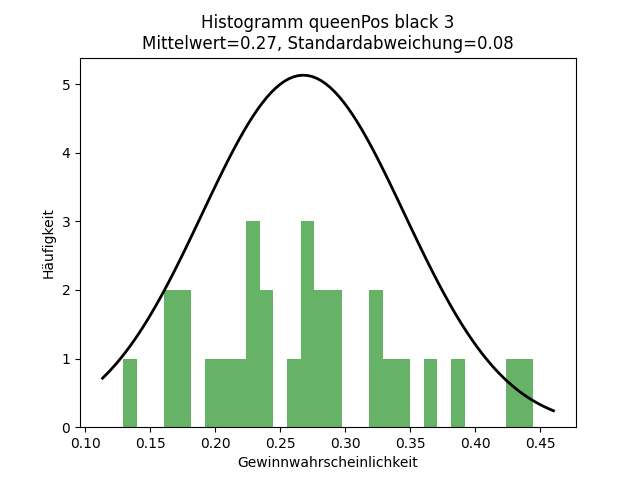 Histogramm queenPos black 3
Mittelwert=0.27, Standardabweichung=0.08
5
4
3
2
1
0
Häufigkeit
0.10 0.15 0.20 0.25 0.30 0.35 0.40 0.45
Gewinnwahrscheinlichkeit